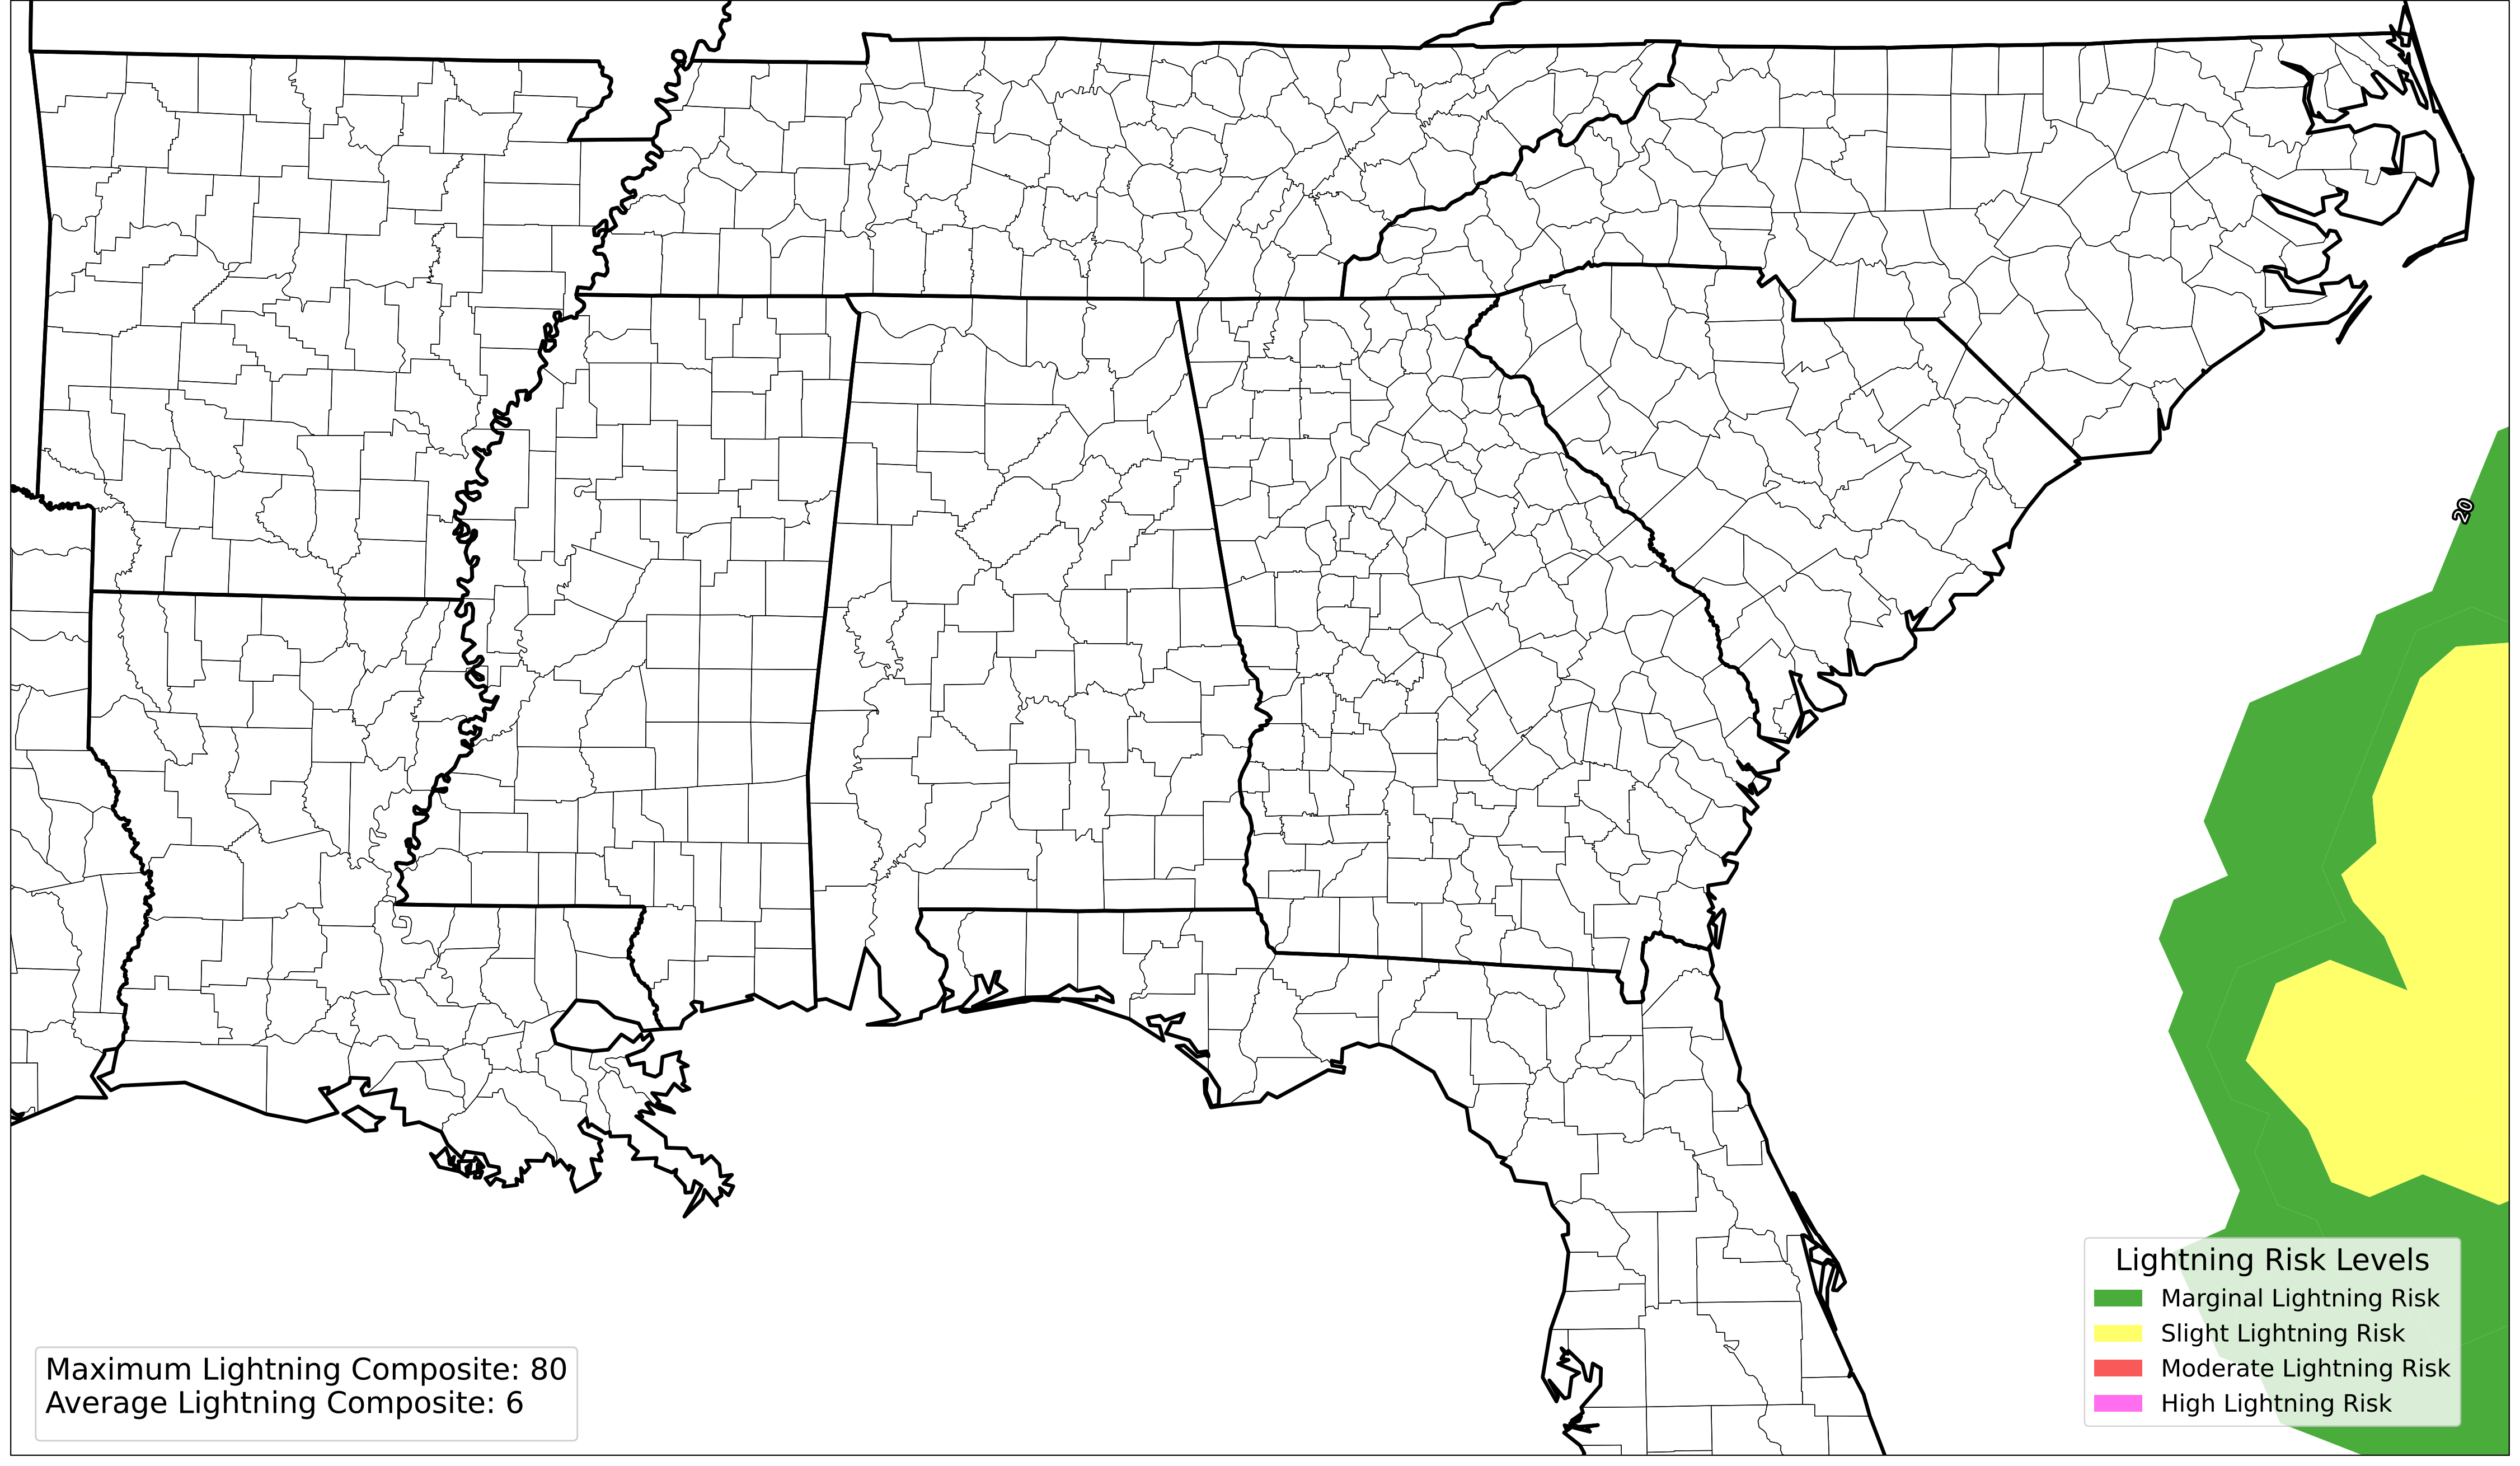 20
Lightning Risk Levels
Marginal Lightning Risk
Slight Lightning Risk
Moderate Lightning Risk
High Lightning Risk
Maximum Lightning Composite: 80
Average Lightning Composite: 6